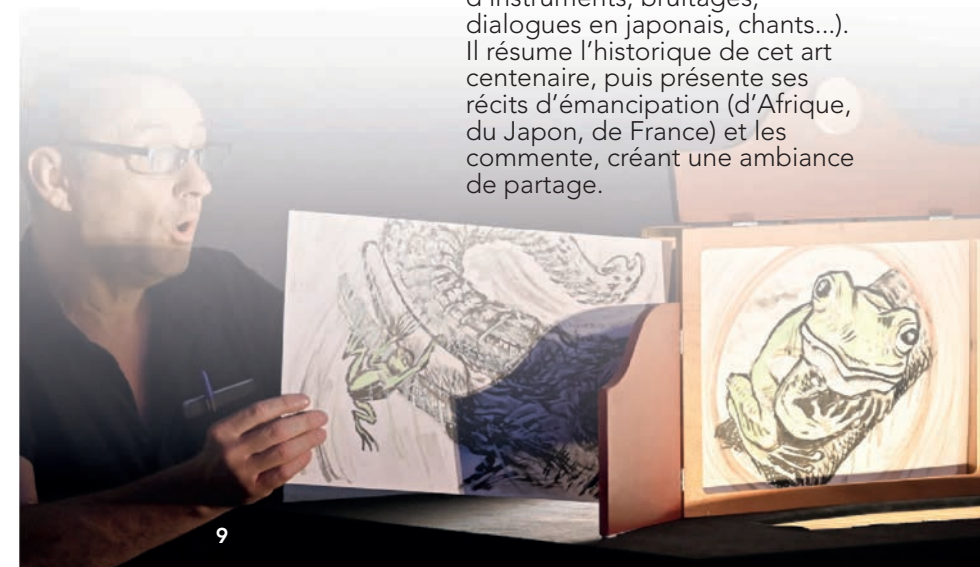 d'instruments, bruitages,
dialogues en japonais, chants...).
Il résume l'historique de cet art
centenaire, puis présente ses
récits d'émancipation (d'Afrique,
du Japon, de France) et les
commente, créant une ambiance
de partage.
9